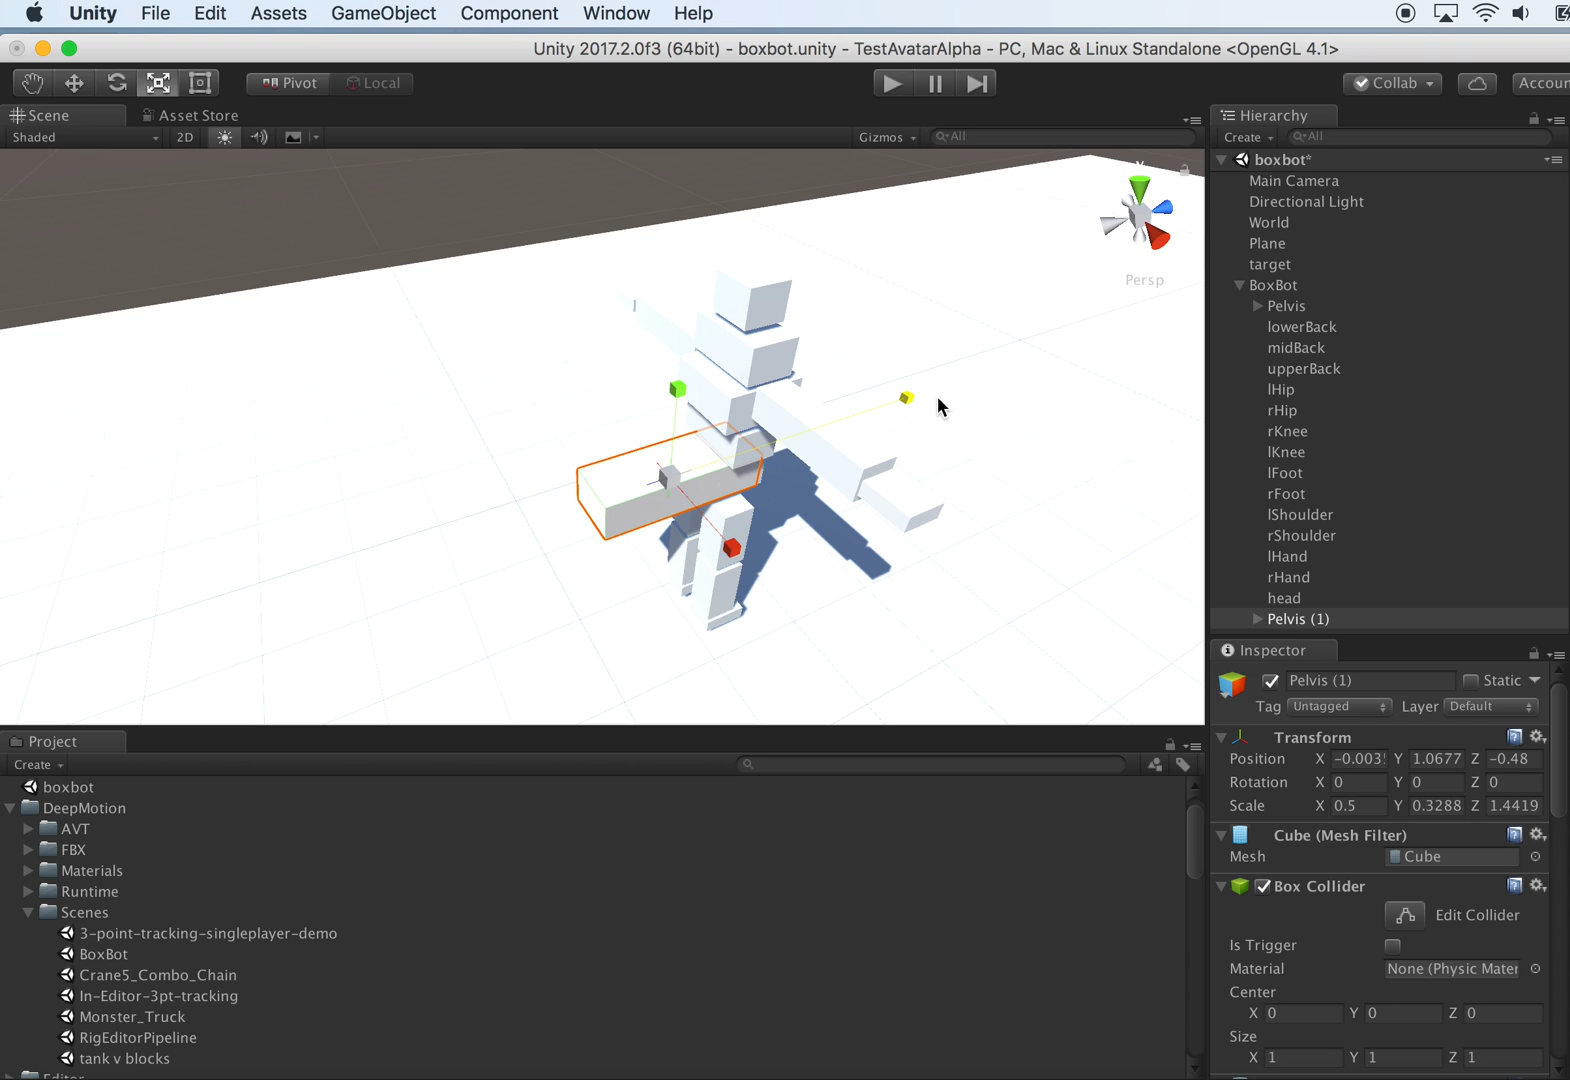 Unity File Edit Assets GameObject Component Window Help
Unity 2017.2.0f3 (64bit) - boxbot.unity - TestAvatarAlpha - PC, Mac & Linux Standalone <OpenGL 4.1>
Pivot Local Collab Accoun
Scene Asset Store
Shaded 2D Gizmos All
Y
Persp
Hierarchy
Create All
boxbot*
Main Camera
Directional Light
World
Plane
target
BoxBot
Pelvis
lowerBack
midBack
upperBack
lHip
rHip
rKnee
lKnee
lFoot
rFoot
lShoulder
rShoulder
lHand
rHand
head
Pelvis (1)
Inspector
Pelvis (1) Static
Tag Untagged Layer Default
Transform
Position X -0.003 Y 1.0677 Z -0.48
Rotation X 0 Y 0 Z 0
Scale X 0.5 Y 0.3288 Z 1.4419
Cube (Mesh Filter)
Mesh Cube
Box Collider
Edit Collider
Is Trigger
Material None (Physic Mater
Center
X 0 Y 0 Z 0
Size
X 1 Y 1 Z 1
Project
Create
boxbot
DeepMotion
AVT
FBX
Materials
Runtime
Scenes
3-point-tracking-singleplayer-demo
BoxBot
Crane5_Combo_Chain
In-Editor-3pt-tracking
Monster_Truck
RigEditorPipeline
tank v blocks
Editor